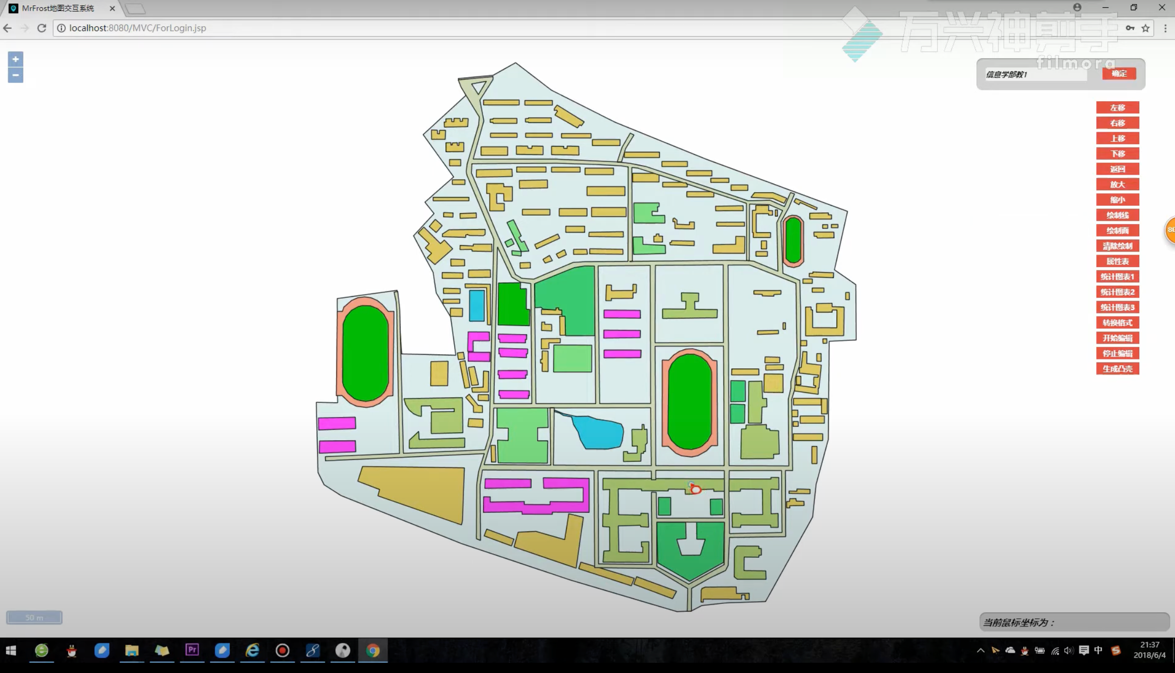 MrFrost地图交互系统
localhost:8080/MVC/ForLogin.jsp
万兴神剪手
filmora
+
−
信息学部教1
确定
左移
右移
上移
下移
返回
放大
缩小
绘制线
绘制面
清除绘制
属性表
统计图表1
统计图表2
统计图表3
转换格式
开始编辑
停止编辑
生成凸壳
50 m
当前鼠标坐标为：
Pr
中
21:37
2018/6/4